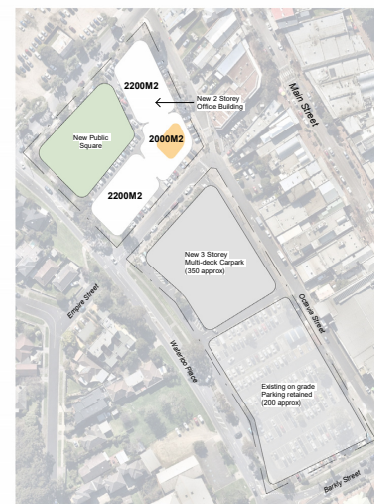 2200M2
New 2 Storey
Office Building
Main Street
New Public
Square
2000M2
2200M2
New 3 Storey
Multi-deck Carpark
(350 approx)
Empire Street
Octavia Street
Waterloo Place
Existing on grade
Parking retained
(200 approx)
Barkly Street